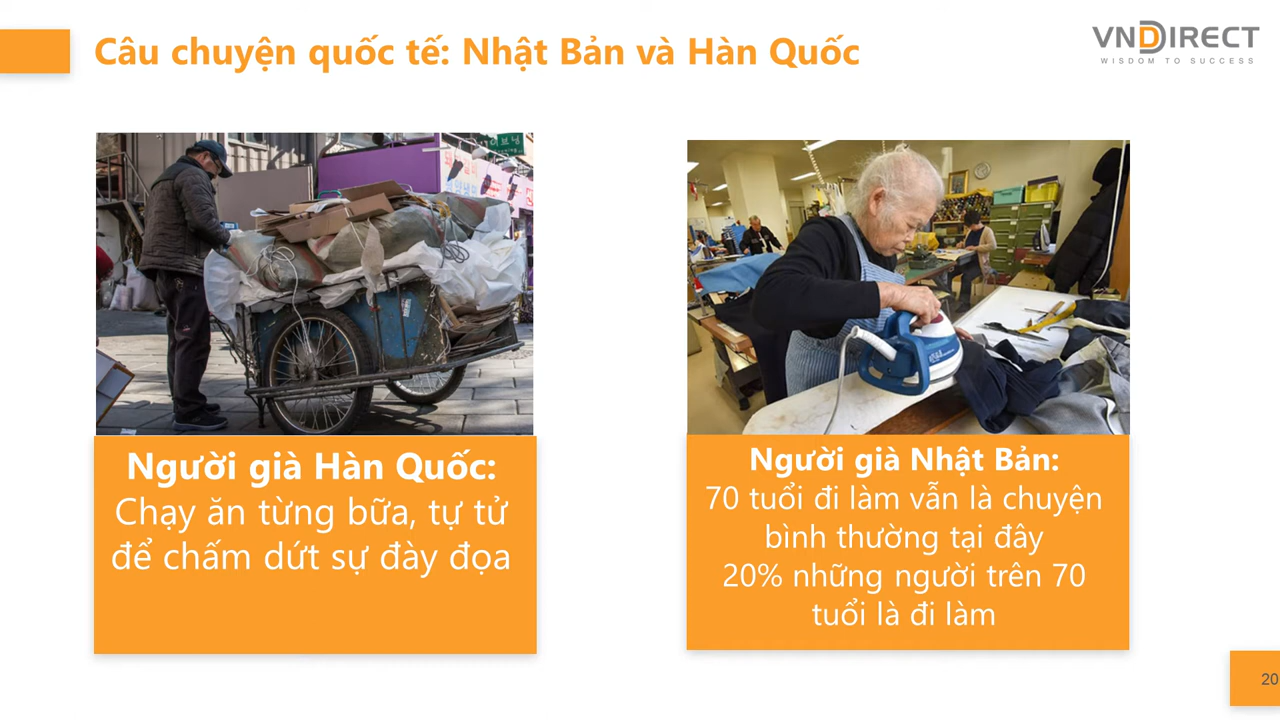 Câu chuyện quốc tế: Nhật Bản và Hàn Quốc
VNDIRECT
WISDOM TO SUCCESS
Người già Hàn Quốc:
Chạy ăn từng bữa, tự tử
để chấm dứt sự đày đọa
Người già Nhật Bản:
70 tuổi đi làm vẫn là chuyện
bình thường tại đây
20% những người trên 70
tuổi là đi làm
20